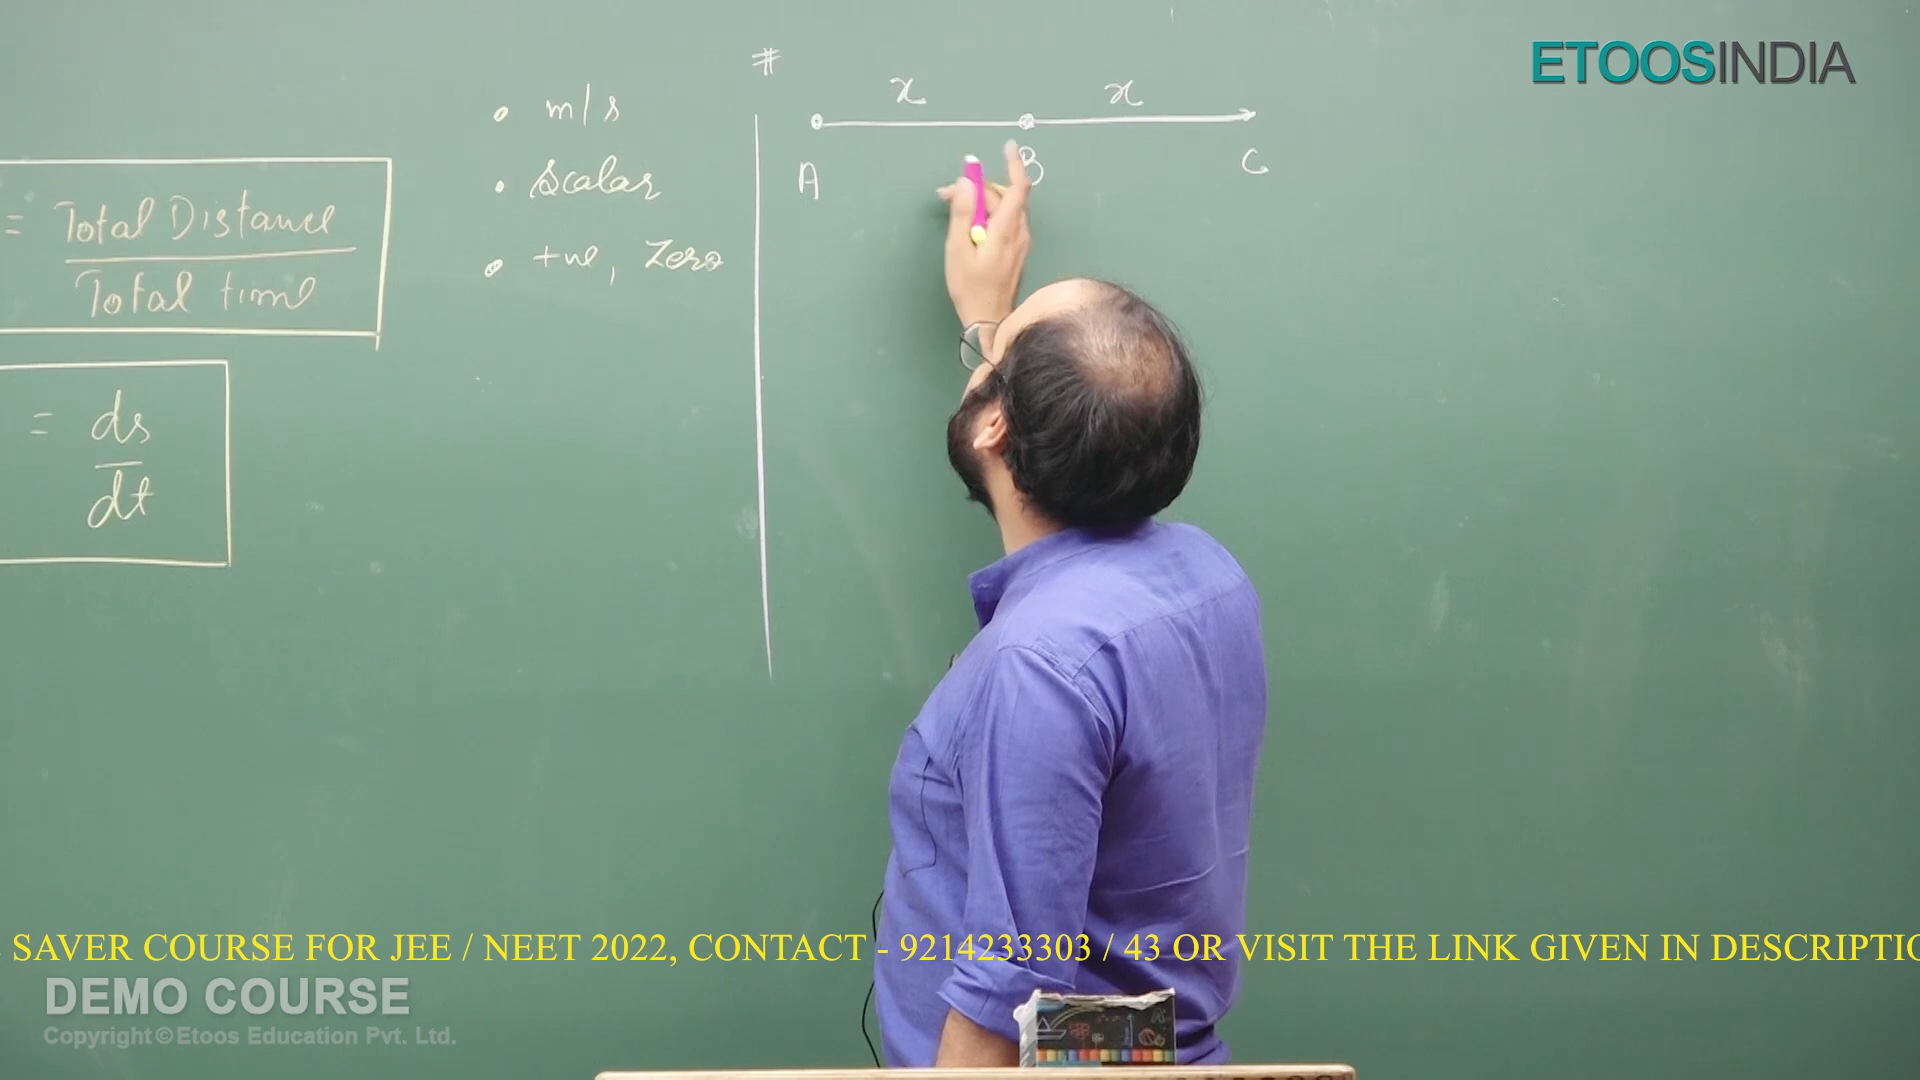 ETOOSINDIA
= Total Distance
Total time
= ds
dt
• m/s
• Scalar
• +ve, Zero
#
x x
A B C
SAVER COURSE FOR JEE / NEET 2022, CONTACT - 9214233303 / 43 OR VISIT THE LINK GIVEN IN DESCRIPTIO
DEMO COURSE
Copyright © Etoos Education Pvt. Ltd.